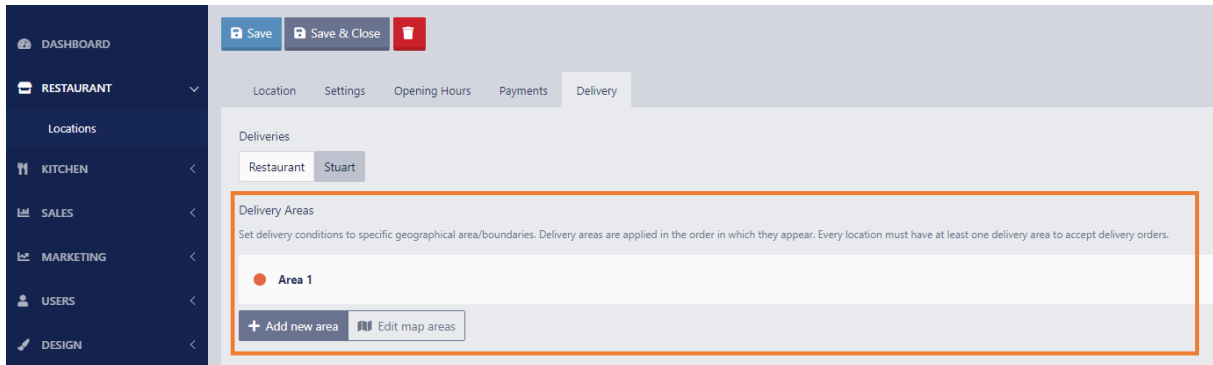 DASHBOARD
RESTAURANT
Locations
KITCHEN
SALES
MARKETING
USERS
DESIGN
Save
Save & Close
Location Settings Opening Hours Payments Delivery
Deliveries
Restaurant Stuart
Delivery Areas
Set delivery conditions to specific geographical area/boundaries. Delivery areas are applied in the order in which they appear. Every location must have at least one delivery area to accept delivery orders.
Area 1
Add new area Edit map areas